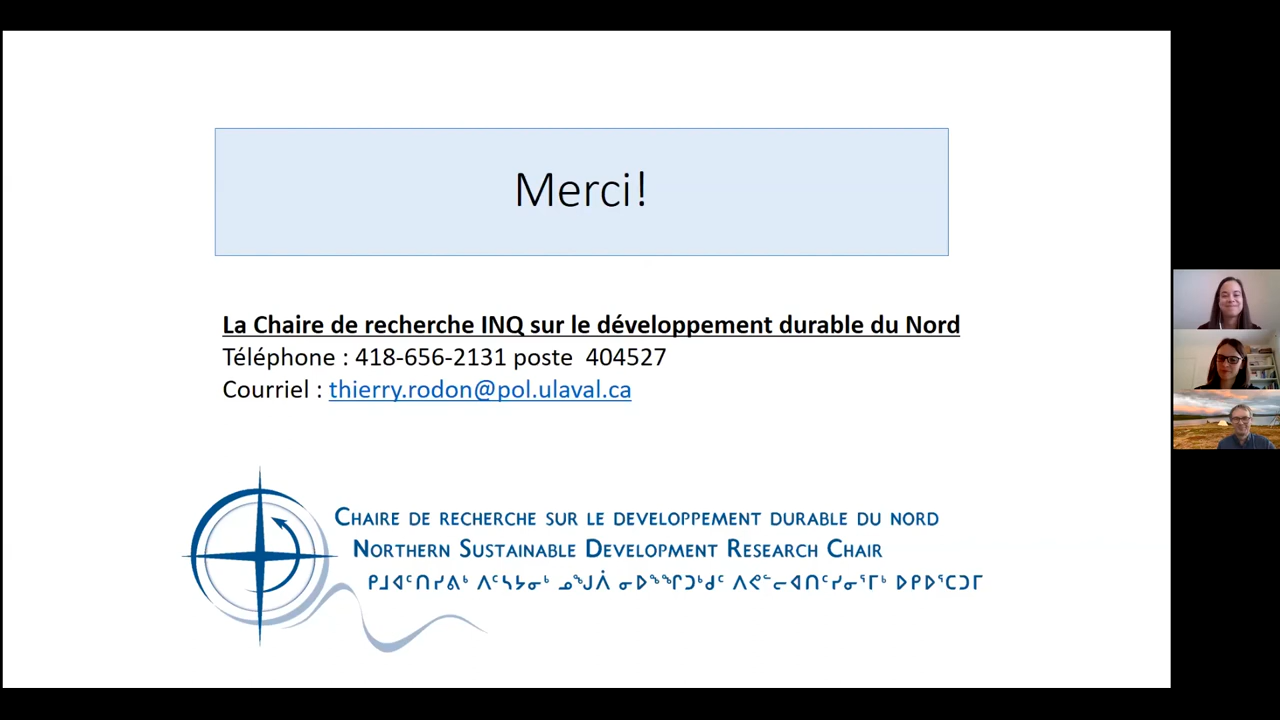 Merci!
La Chaire de recherche INQ sur le développement durable du Nord
Téléphone : 418-656-2131 poste 404527
Courriel : thierry.rodon@pol.ulaval.ca
CHAIRE DE RECHERCHE SUR LE DEVELOPPEMENT DURABLE DU NORD
NORTHERN SUSTAINABLE DEVELOPMENT RESEARCH CHAIR